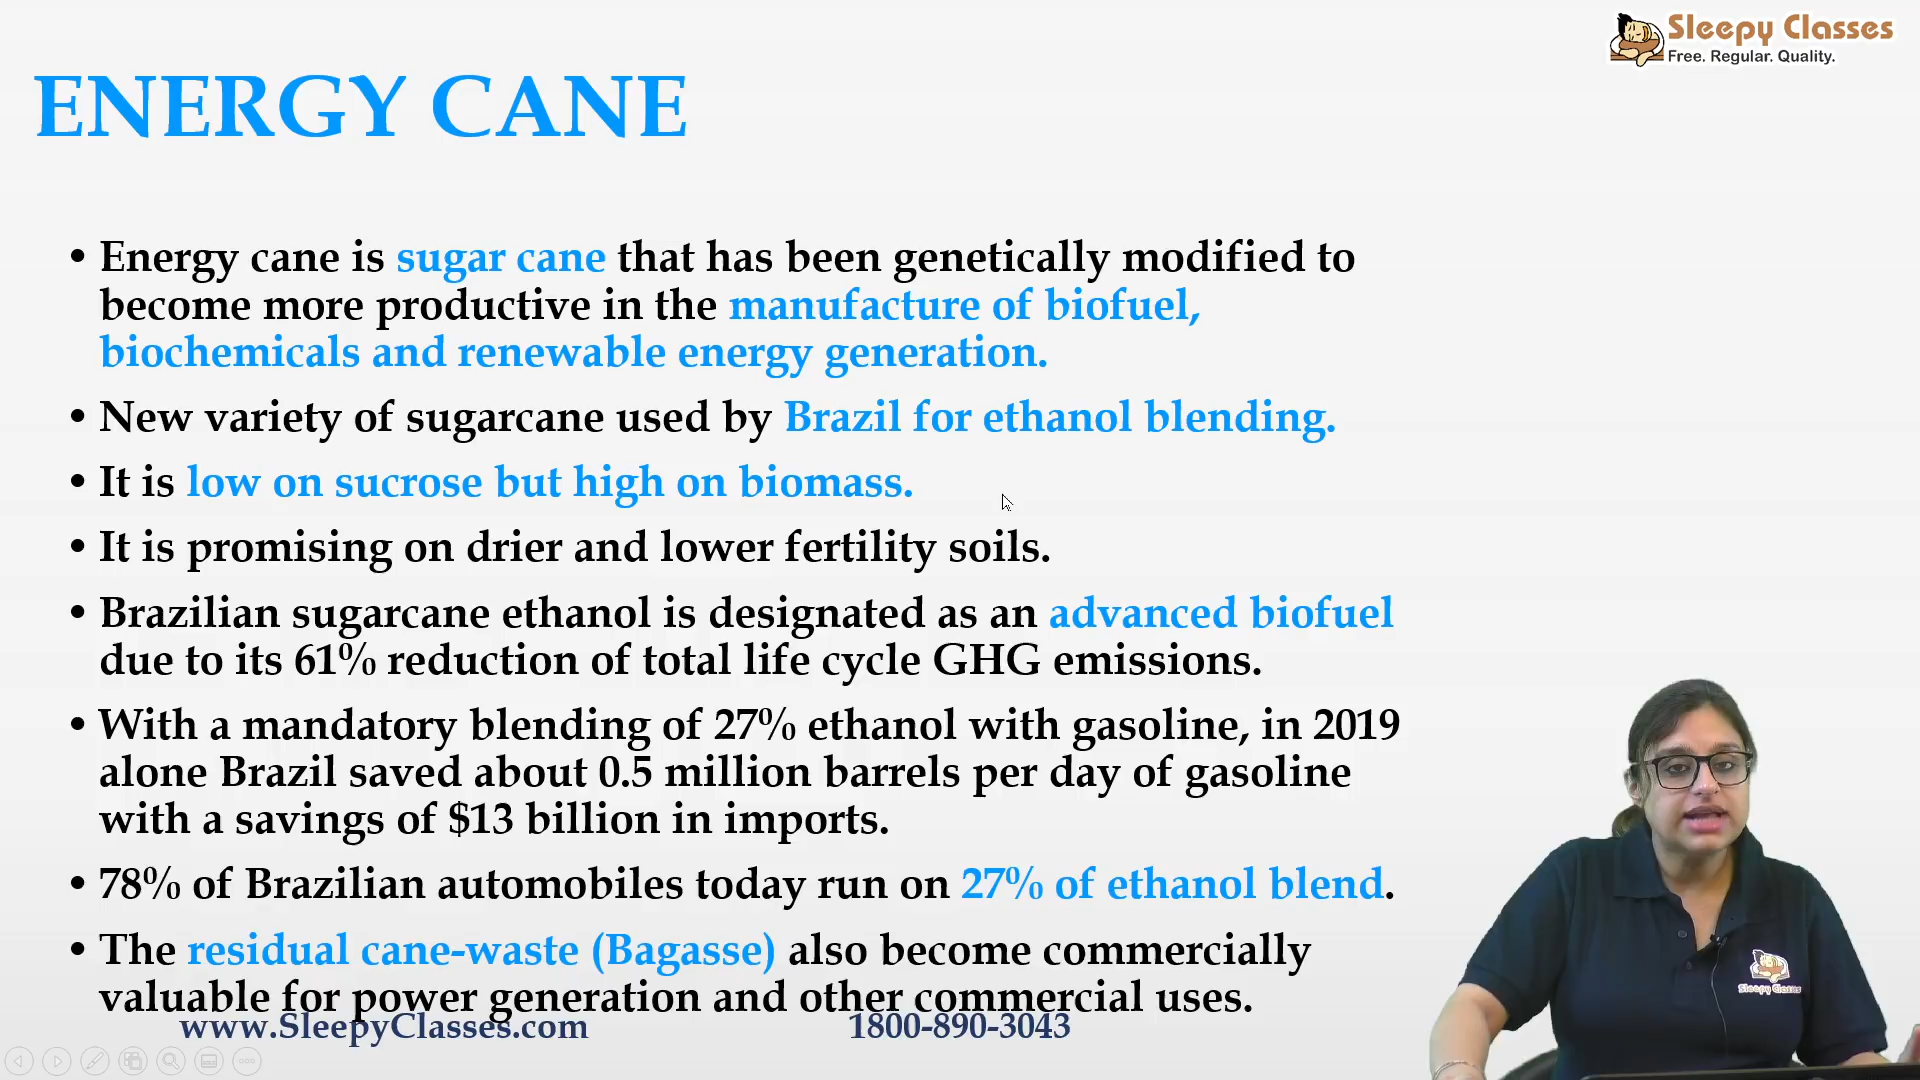 Sleepy Classes
Free. Regular. Quality.
ENERGY CANE
• Energy cane is sugar cane that has been genetically modified to
become more productive in the manufacture of biofuel,
biochemicals and renewable energy generation.
• New variety of sugarcane used by Brazil for ethanol blending.
• It is low on sucrose but high on biomass.
• It is promising on drier and lower fertility soils.
• Brazilian sugarcane ethanol is designated as an advanced biofuel
due to its 61% reduction of total life cycle GHG emissions.
• With a mandatory blending of 27% ethanol with gasoline, in 2019
alone Brazil saved about 0.5 million barrels per day of gasoline
with a savings of $13 billion in imports.
• 78% of Brazilian automobiles today run on 27% of ethanol blend.
• The residual cane-waste (Bagasse) also become commercially
valuable for power generation and other commercial uses.
www.SleepyClasses.com 1800-890-3043
Sleepy Classes